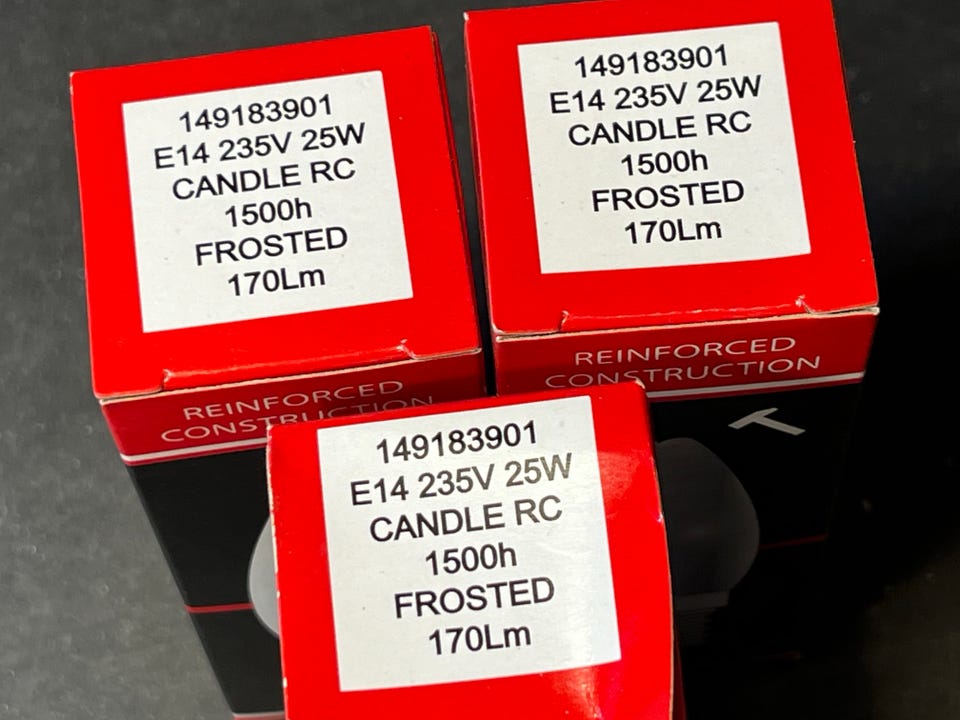 149183901
E14 235V 25W
CANDLE RC
1500h
FROSTED
170Lm
REINFORCED
CONSTRUCTION
149183901
E14 235V 25W
CANDLE RC
1500h
FROSTED
170Lm
REINFORCED
CONSTRUCTION
T
149183901
E14 235V 25W
CANDLE RC
1500h
FROSTED
170Lm